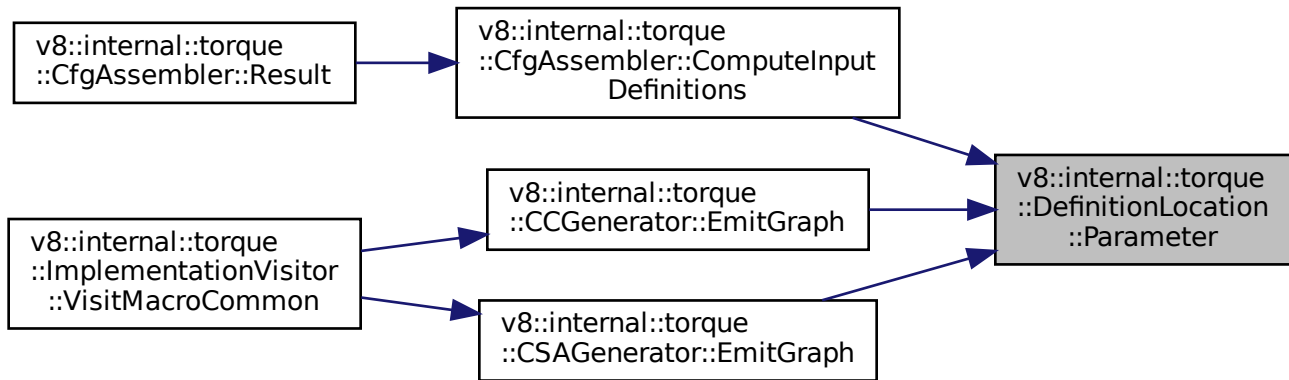 v8::internal::torque
::CfgAssembler::Result
v8::internal::torque
::CfgAssembler::ComputeInput
Definitions
v8::internal::torque
::DefinitionLocation
::Parameter
v8::internal::torque
::CCGenerator::EmitGraph
v8::internal::torque
::ImplementationVisitor
::VisitMacroCommon
v8::internal::torque
::CSAGenerator::EmitGraph